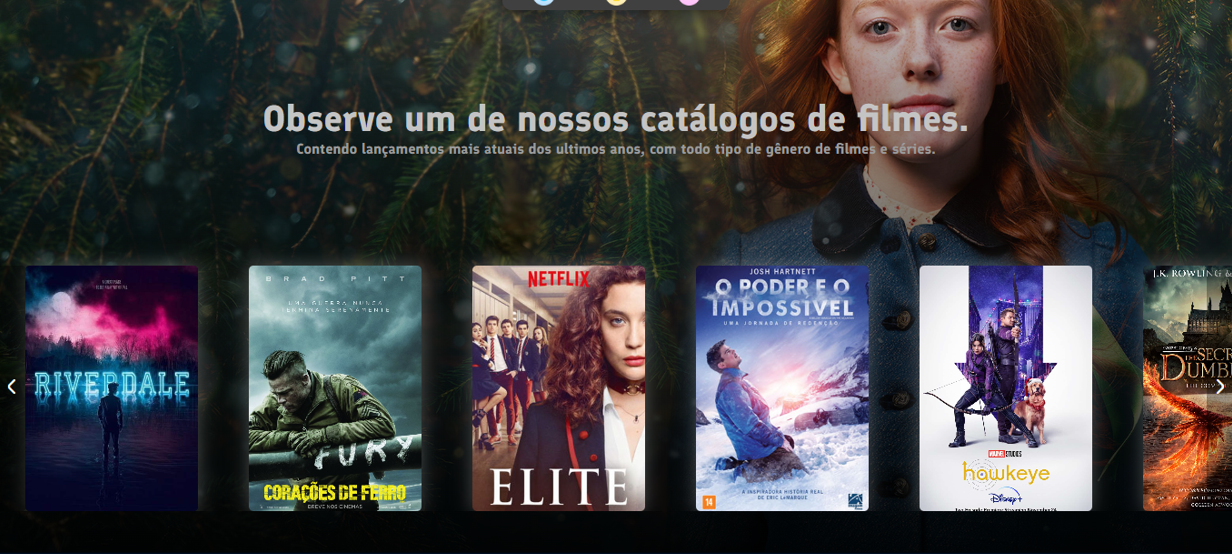 Observe um de nossos catálogos de filmes.
Contendo lançamentos mais atuais dos ultimos anos, com todo tipo de gênero de filmes e séries.
RIVERDALE
BRAD PITT
UMA GUERRA NUNCA
TERMINA SERENAMENTE
FURY
CORAÇÕES DE FERRO
BREVE NOS CINEMAS
NETFLIX
ELITE
JOSH HARTNETT
O PODER E O
IMPOSSÍVEL
UMA JORNADA DE REDENÇÃO
A INSPIRADORA HISTÓRIA REAL
DE ERIC LEMARQUE
14
MARVEL STUDIOS
hawkeye
Disney+
J.K. ROWLING
THE SECR
DUMB